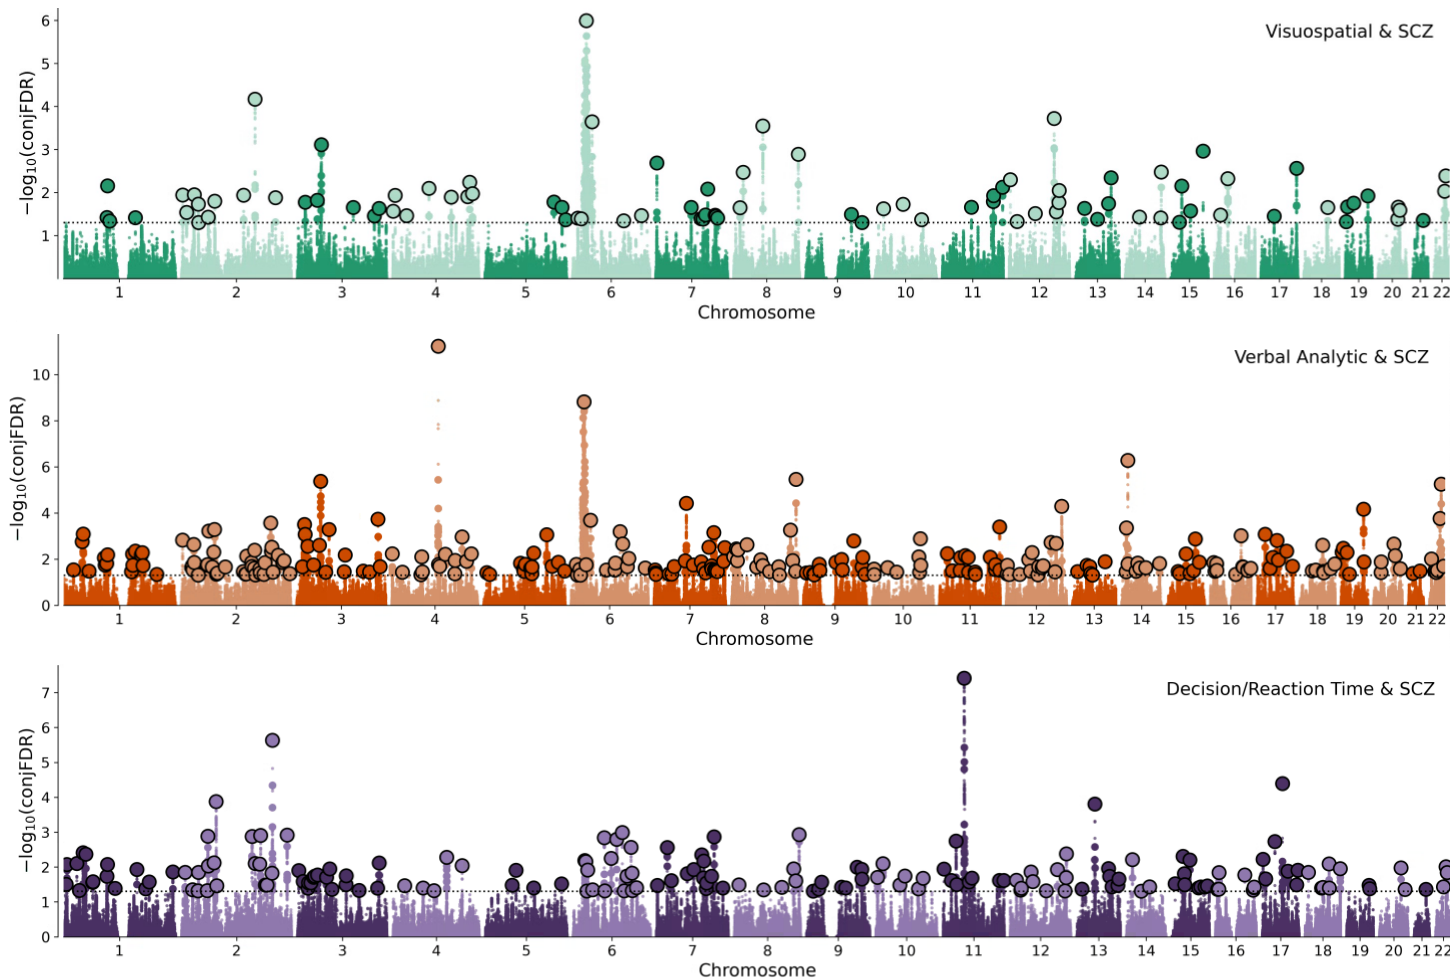 Visuospatial & SCZ
−log₁₀(conjFDR)
6
5
4
3
2
1
1 2 3 4 5 6 7 8 9 10 11 12 13 14 15 16 17 18 19 20 21 22
Chromosome
Verbal Analytic & SCZ
−log₁₀(conjFDR)
10
8
6
4
2
0
1 2 3 4 5 6 7 8 9 10 11 12 13 14 15 16 17 18 19 20 21 22
Chromosome
Decision/Reaction Time & SCZ
−log₁₀(conjFDR)
7
6
5
4
3
2
1
0
1 2 3 4 5 6 7 8 9 10 11 12 13 14 15 16 17 18 19 20 21 22
Chromosome